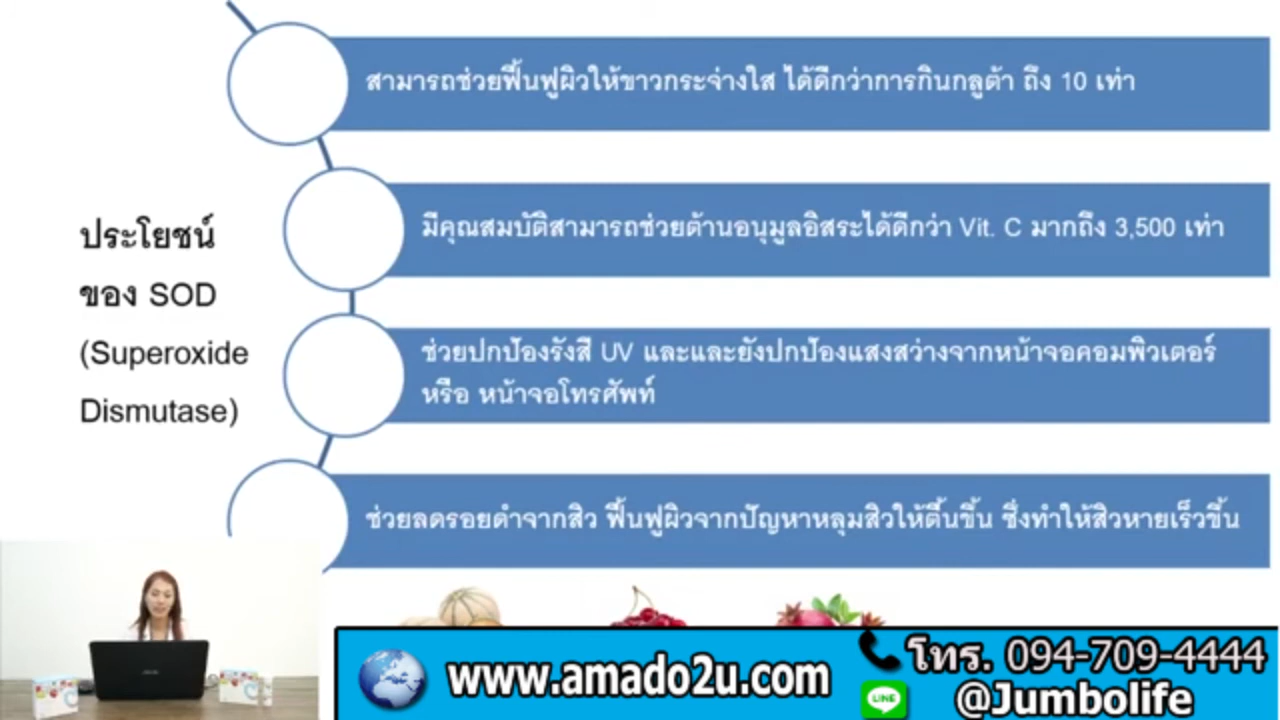 สามารถช่วยฟื้นฟูผิวให้ขาวกระจ่างใส ได้ดีกว่าการกินกลูต้า ถึง 10 เท่า
มีคุณสมบัติสามารถช่วยต้านอนุมูลอิสระได้ดีกว่า Vit. C มากถึง 3,500 เท่า
ประโยชน์
ของ SOD
(Superoxide
Dismutase)
ช่วยปกป้องรังสี UV และและยังปกป้องแสงสว่างจากหน้าจอคอมพิวเตอร์
หรือ หน้าจอโทรศัพท์
ช่วยลดรอยดำจากสิว ฟื้นฟูผิวจากปัญหาหลุมสิวให้ตื้นขึ้น ซึ่งทำให้สิวหายเร็วขึ้น
www.amado2u.com
โทร. 094-709-4444
LINE
@Jumbolife